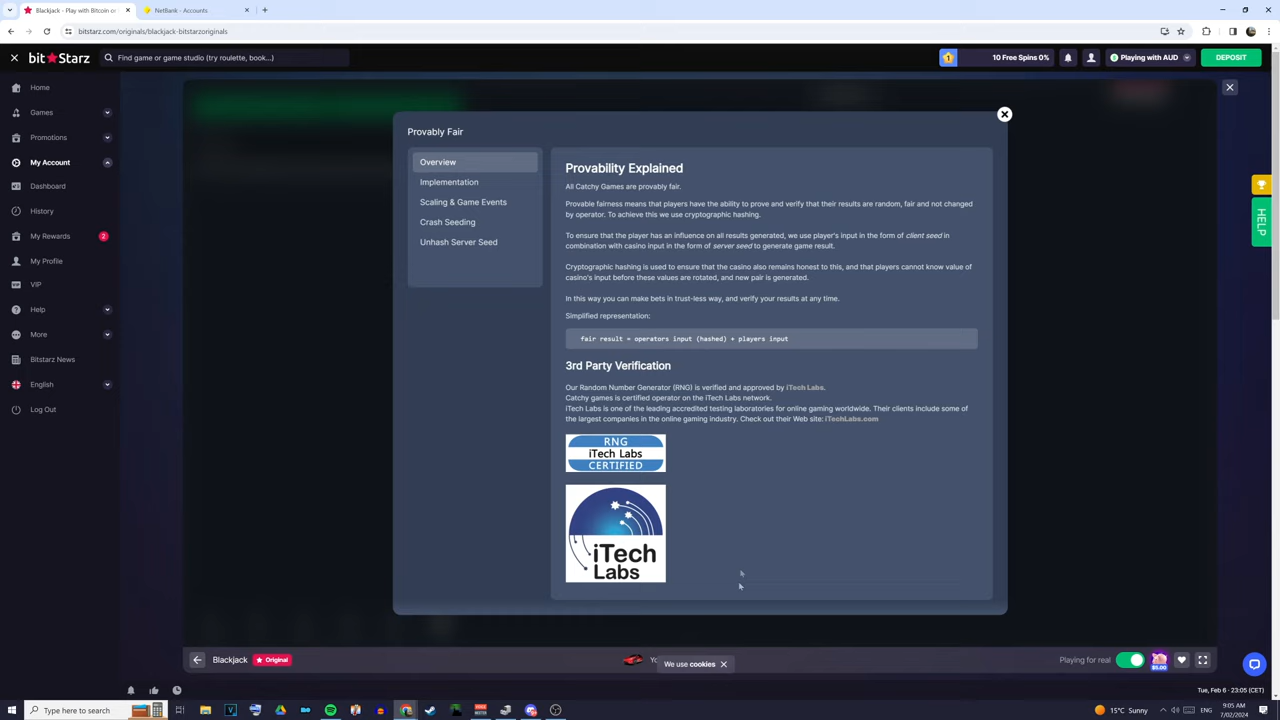 Blackjack - Play with Bitcoin o
NetBank - Accounts
bitstarz.com/originals/blackjack-bitstarzoriginals
bit Starz
Find game or game studio (try roulette, book...)
1
10 Free Spins 0%
Playing with AUD
DEPOSIT
Home
Games
Promotions
My Account
Dashboard
History
My Rewards
2
My Profile
VIP
Help
More
Bitstarz News
English
Log Out
Provably Fair
Overview
Implementation
Scaling & Game Events
Crash Seeding
Unhash Server Seed
Provability Explained
All Catchy Games are provably fair.
Provable fairness means that players have the ability to prove and verify that their results are random, fair and not changed
by operator. To achieve this we use cryptographic hashing.
To ensure that the player has an influence on all results generated, we use player's input in the form of client seed in
combination with casino input in the form of server seed to generate game result.
Cryptographic hashing is used to ensure that the casino also remains honest to this, and that players cannot know value of
casino's input before these values are rotated, and new pair is generated.
In this way you can make bets in trust-less way, and verify your results at any time.
Simplified representation:
fair result = operators input (hashed) + players input
3rd Party Verification
Our Random Number Generator (RNG) is verified and approved by iTech Labs.
Catchy games is certified operator on the iTech Labs network.
iTech Labs is one of the leading accredited testing laboratories for online gaming worldwide. Their clients include some of
the largest companies in the online gaming industry. Check out their Web site: iTechLabs.com
RNG
iTech Labs
CERTIFIED
iTech
Labs
HELP
Blackjack
Original
Yo
We use cookies
Playing for real
$5.00
Tue, Feb 6 - 23:05 (CET)
Type here to search
15°C Sunny
ENG
9:05 AM
7/02/2024